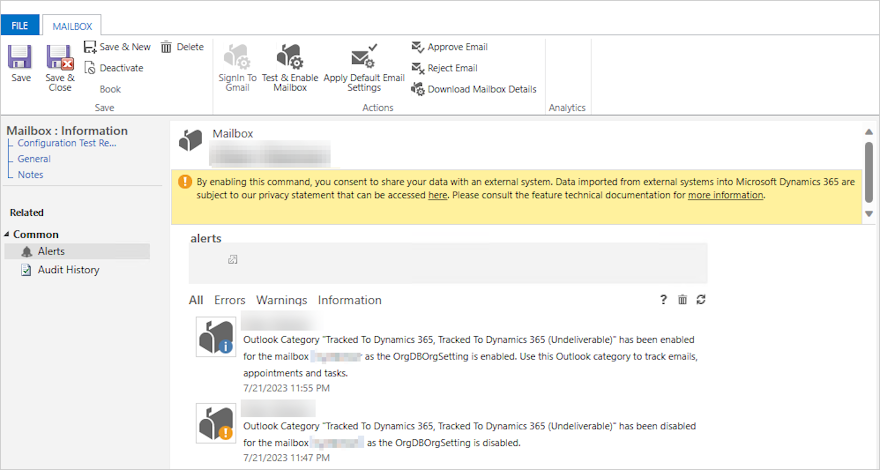 FILE
MAILBOX
Save
Save & Close
Save & New
Deactivate
Book
Delete
Save
SignIn To Gmail
Test & Enable Mailbox
Apply Default Email Settings
Approve Email
Reject Email
Download Mailbox Details
Actions
Analytics
Mailbox : Information
Configuration Test Re...
General
Notes
Related
Common
Alerts
Audit History
Mailbox
By enabling this command, you consent to share your data with an external system. Data imported from external systems into Microsoft Dynamics 365 are
subject to our privacy statement that can be accessed here. Please consult the feature technical documentation for more information.
alerts
All Errors Warnings Information ?
Outlook Category "Tracked To Dynamics 365, Tracked To Dynamics 365 (Undeliverable)" has been enabled
for the mailbox as the OrgDBOrgSetting is enabled. Use this Outlook category to track emails,
appointments and tasks.
7/21/2023 11:55 PM
Outlook Category "Tracked To Dynamics 365, Tracked To Dynamics 365 (Undeliverable)" has been disabled
for the mailbox as the OrgDBOrgSetting is disabled.
7/21/2023 11:47 PM